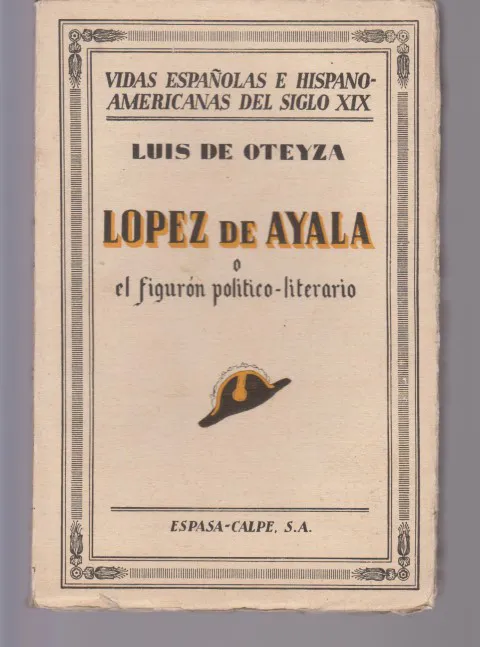 VIDAS ESPAÑOLAS E HISPANO-
AMERICANAS DEL SIGLO XIX
LUIS DE OTEYZA
LOPEZ DE AYALA
o
el figurón político-literario
ESPASA-CALPE, S.A.